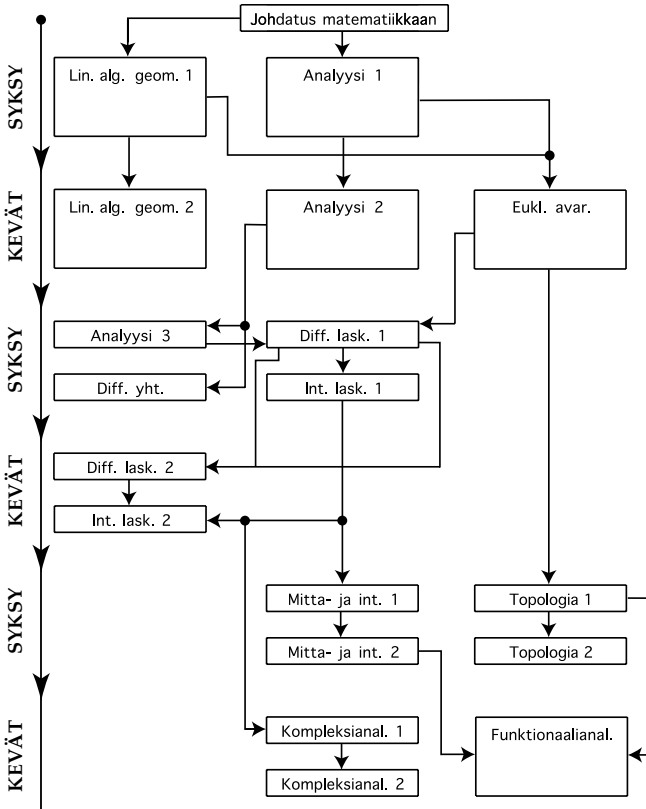 Johdatus matematiikkaan
SYKSY
Lin. alg. geom. 1
Analyysi 1
KEVÄT
Lin. alg. geom. 2
Analyysi 2
Eukl. avar.
SYKSY
Analyysi 3
Diff. lask. 1
Diff. yht.
Int. lask. 1
KEVÄT
Diff. lask. 2
Int. lask. 2
SYKSY
Mitta- ja int. 1
Topologia 1
Mitta- ja int. 2
Topologia 2
KEVÄT
Kompleksianal. 1
Funktionaalianal.
Kompleksianal. 2